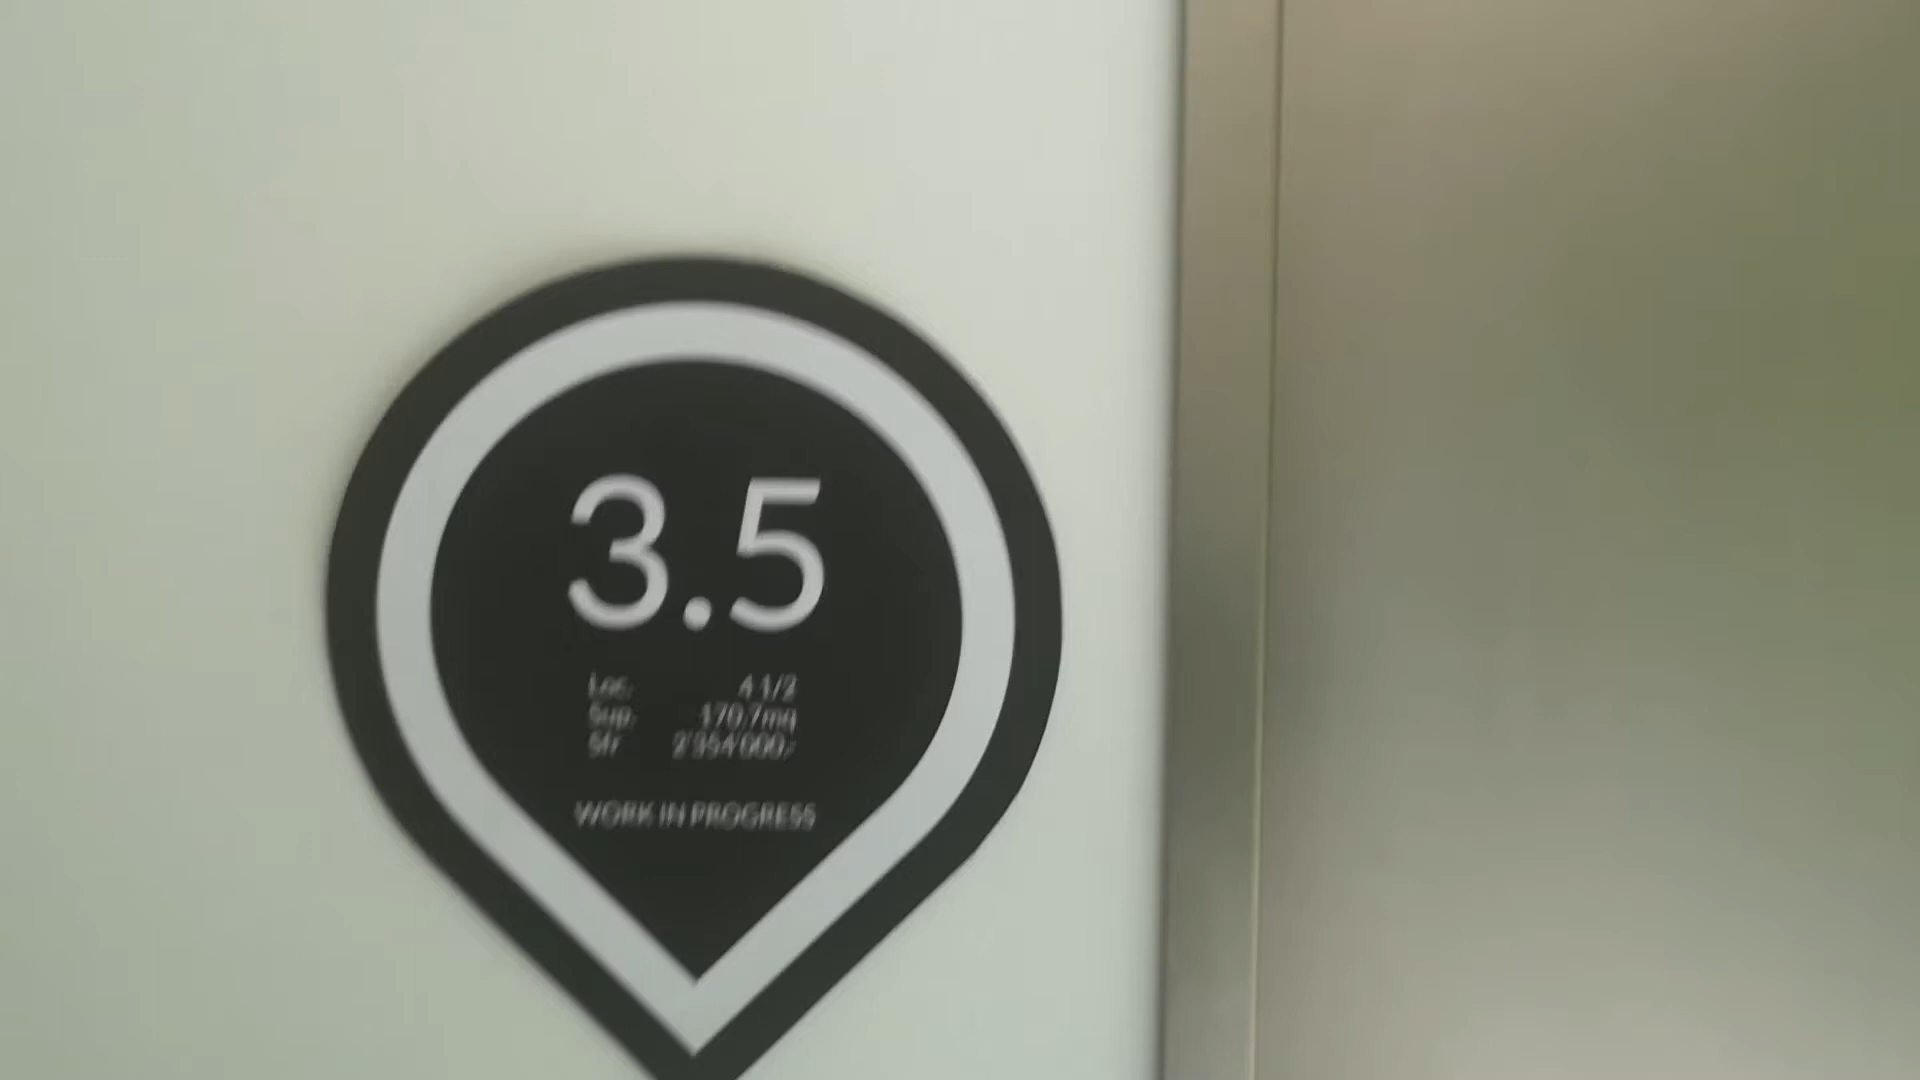 3.5
Loc. 4 1/2
Sup. 170.7mq
Sfr 2'354'000.-
WORK IN PROGRESS